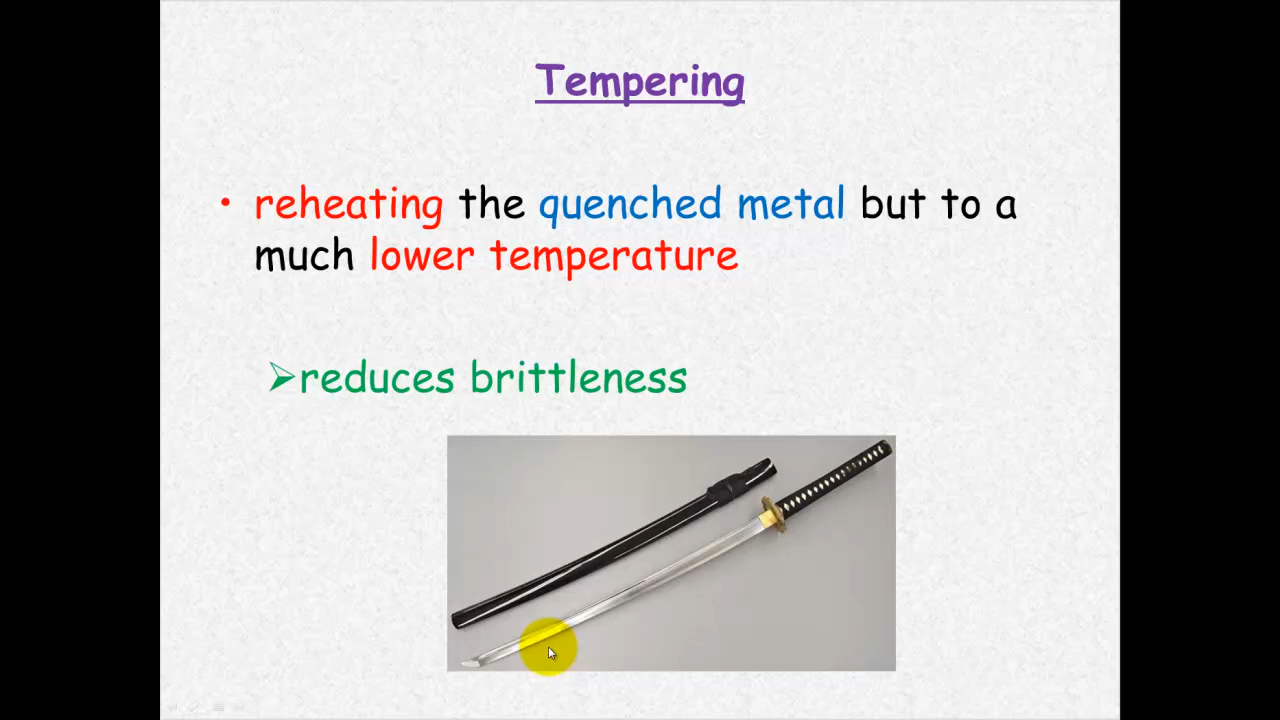 Tempering
• reheating the quenched metal but to a
much lower temperature
➢reduces brittleness